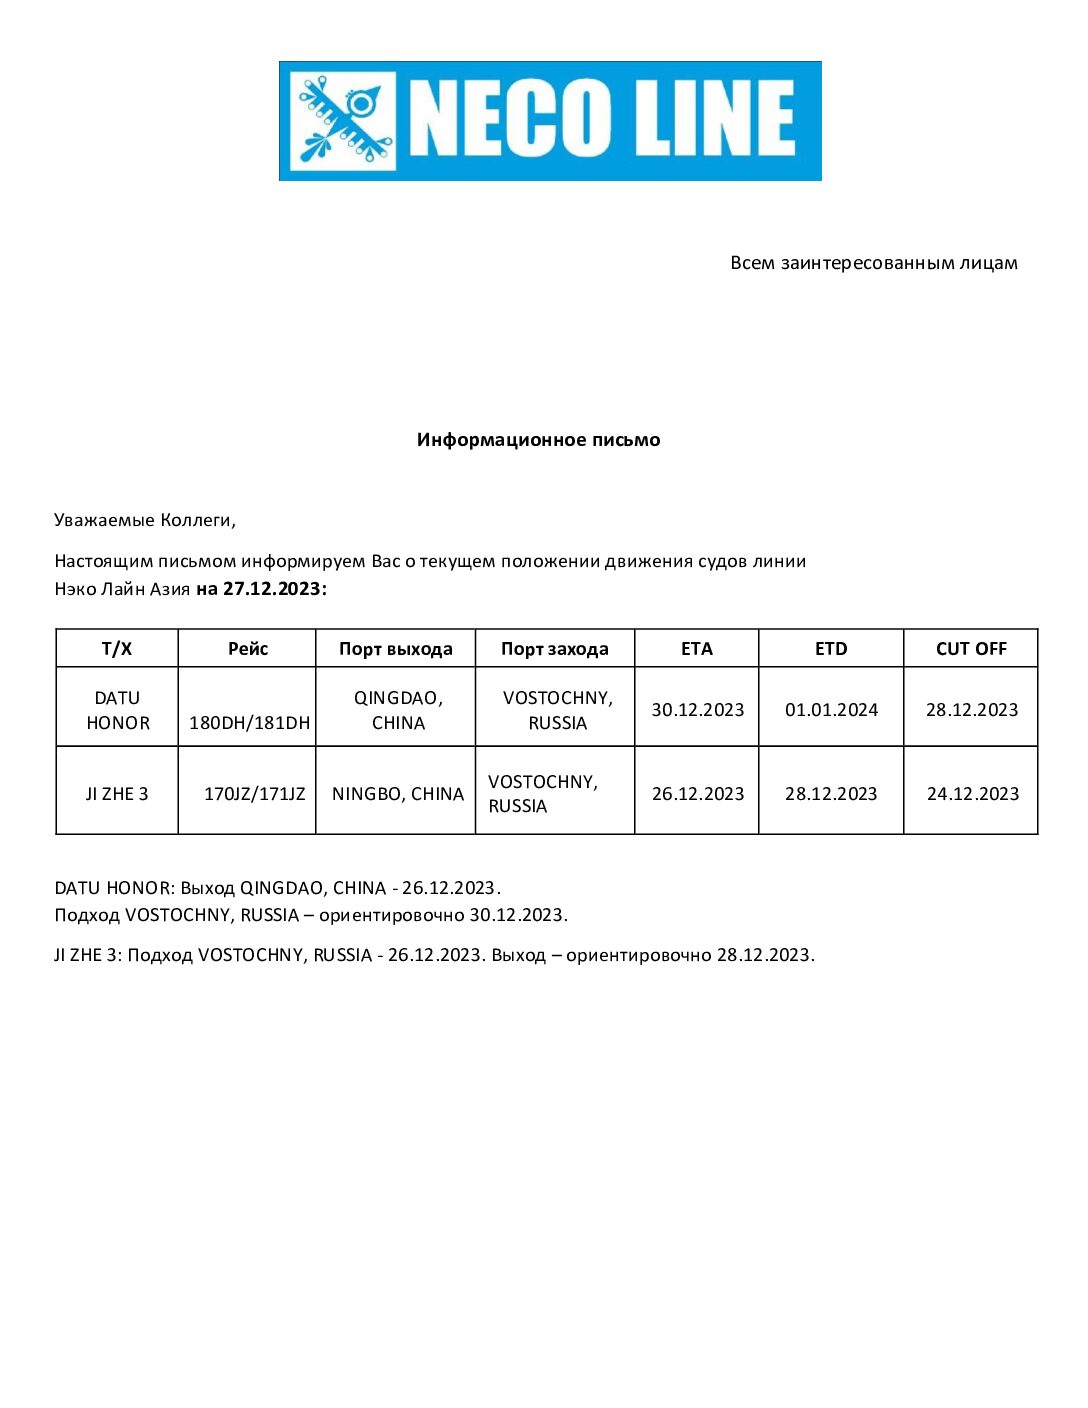 NECO LINE
Всем заинтересованным лицам
Информационное письмо
Уважаемые Коллеги,
Настоящим письмом информируем Вас о текущем положении движения судов линии
Нэко Лайн Азия на 27.12.2023:
Т/Х Рейс Порт выхода Порт захода ETA ETD CUT OFF
DATU HONOR 180DH/181DH QINGDAO, CHINA VOSTOCHNY, RUSSIA 30.12.2023 01.01.2024 28.12.2023
JI ZHE 3 170JZ/171JZ NINGBO, CHINA VOSTOCHNY, RUSSIA 26.12.2023 28.12.2023 24.12.2023
DATU HONOR: Выход QINGDAO, CHINA - 26.12.2023.
Подход VOSTOCHNY, RUSSIA – ориентировочно 30.12.2023.
JI ZHE 3: Подход VOSTOCHNY, RUSSIA - 26.12.2023. Выход – ориентировочно 28.12.2023.